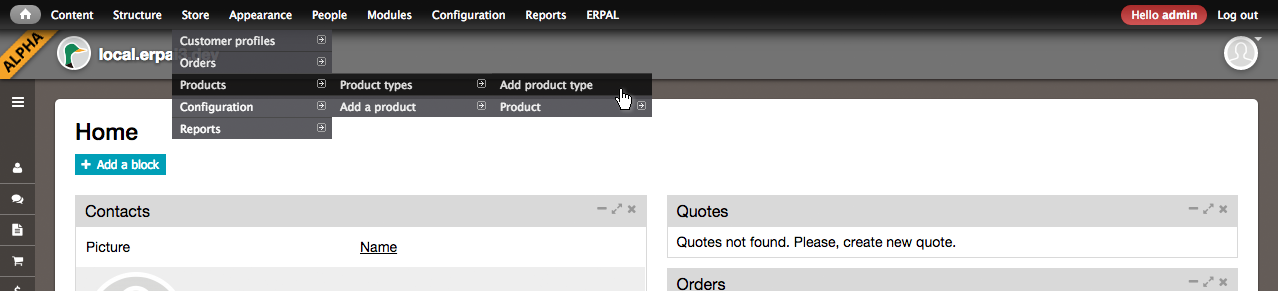 Content Structure Store Appearance People Modules Configuration Reports ERPAL Hello admin Log out
ALPHA
local.erpal3.dev
Customer profiles
Orders
Products Product types Add product type
Configuration Add a product Product
Reports
Home
+ Add a block
Contacts
Picture Name
Quotes
Quotes not found. Please, create new quote.
Orders